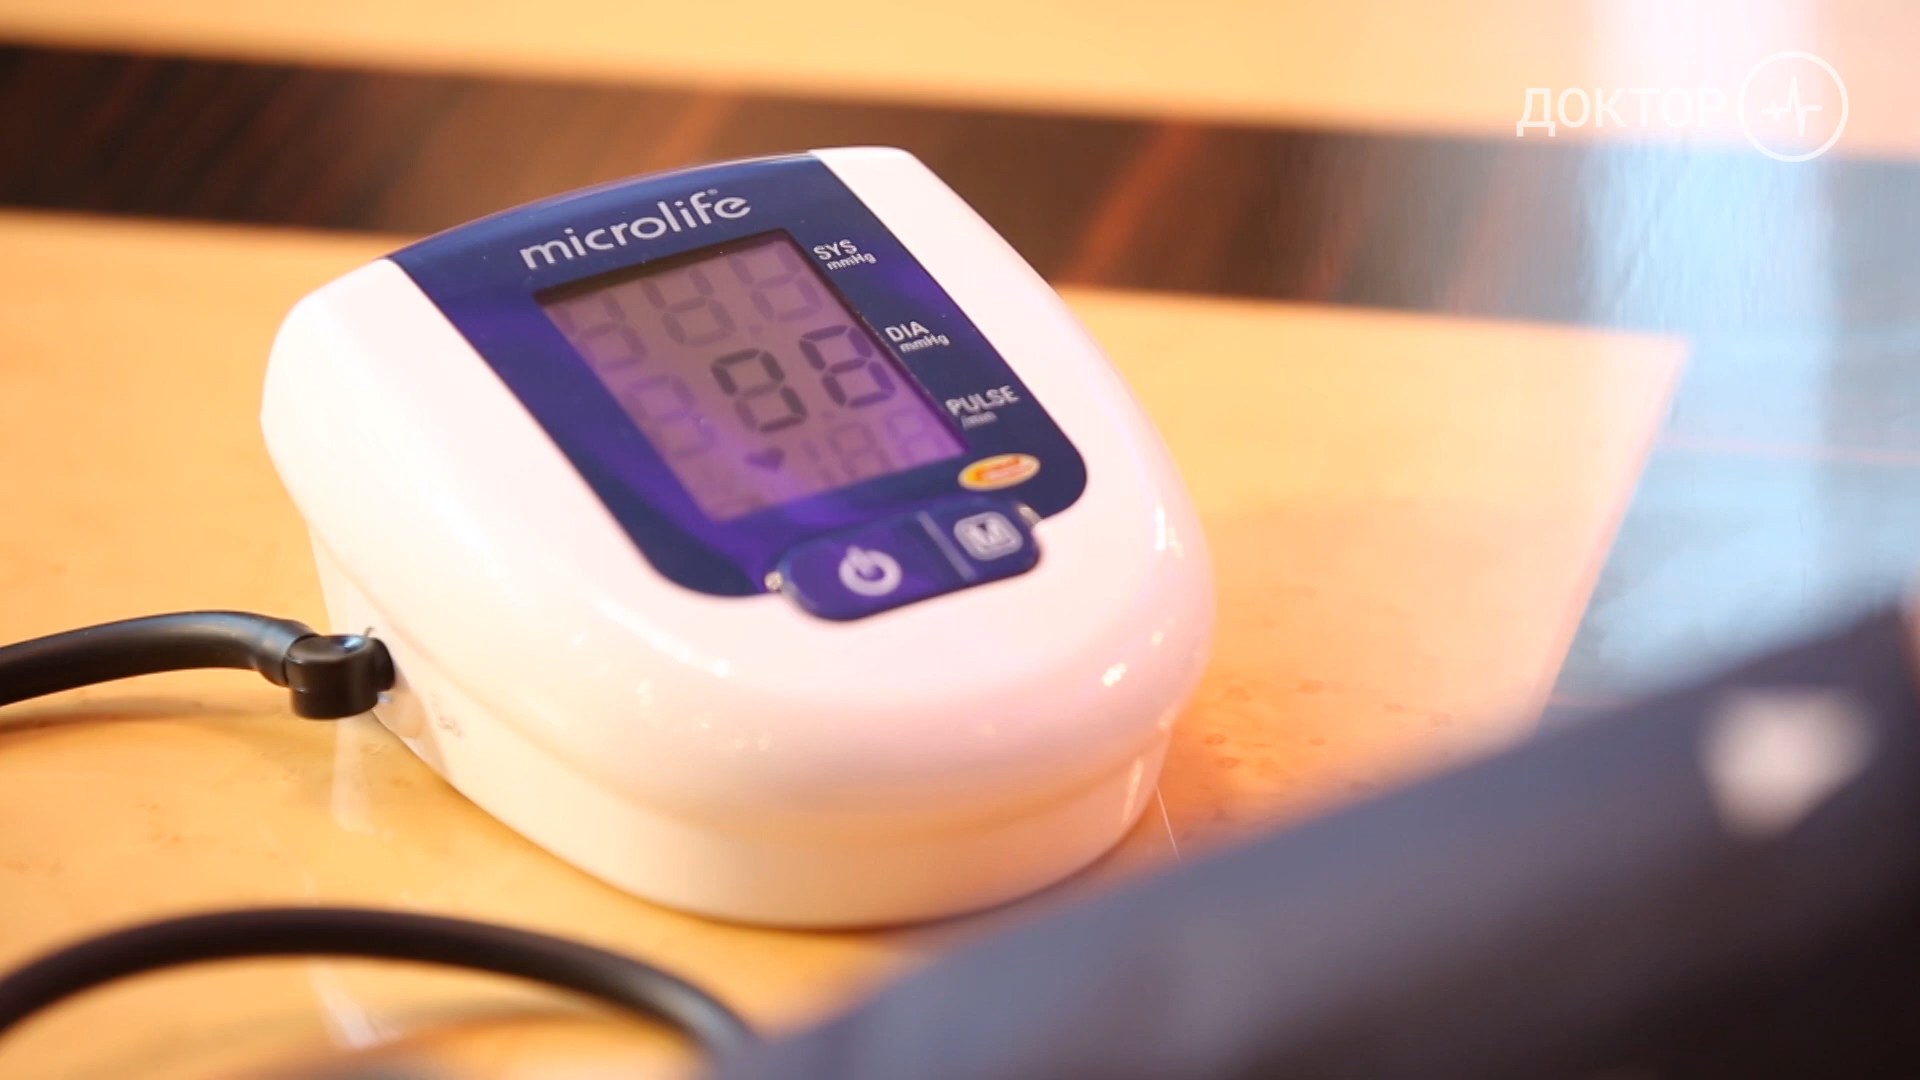 ДОКТОР
microlife
SYS
mmHg
DIA
mmHg
PULSE
/min
M